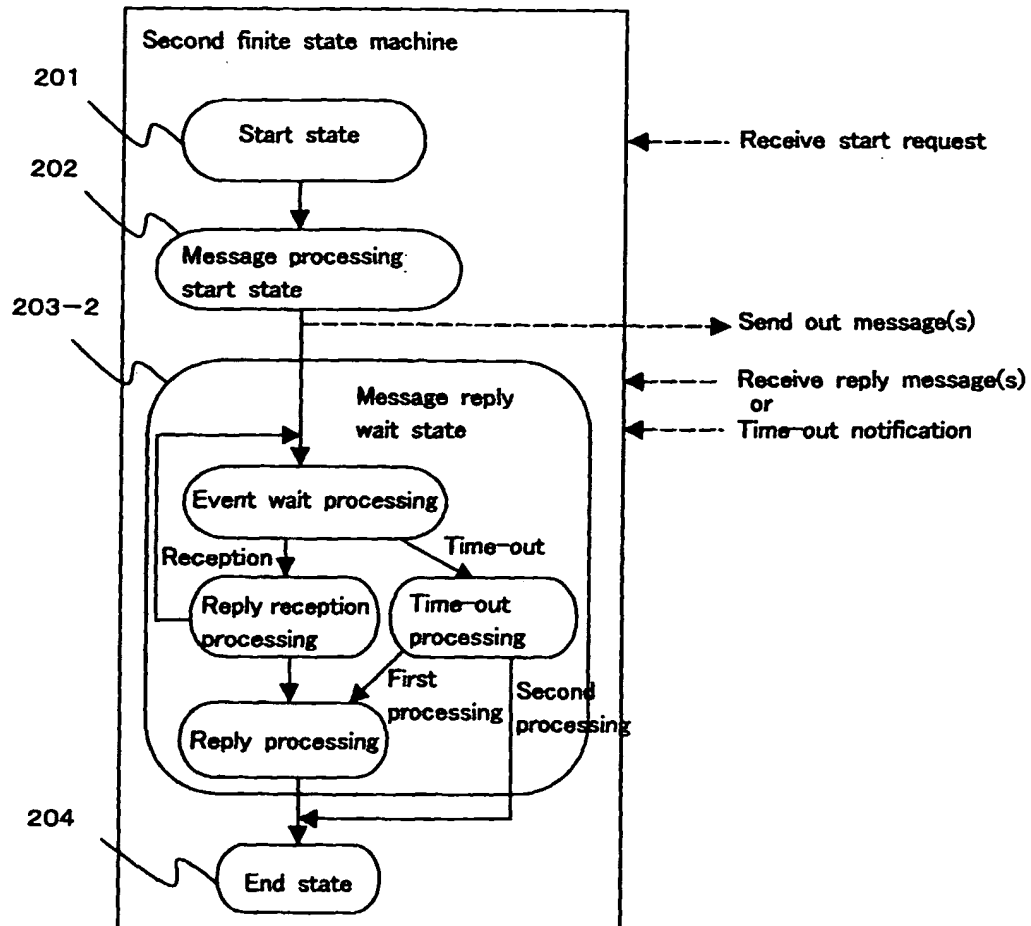 Second finite state machine
201
Start state
Receive start request
202
Message processing
start state
203-2
Send out message(s)
Receive reply message(s)
or
Time-out notification
Message reply
wait state
Event wait processing
Reception
Time-out
Reply reception
processing
Time-out
processing
First
processing
Second
processing
Reply processing
204
End state